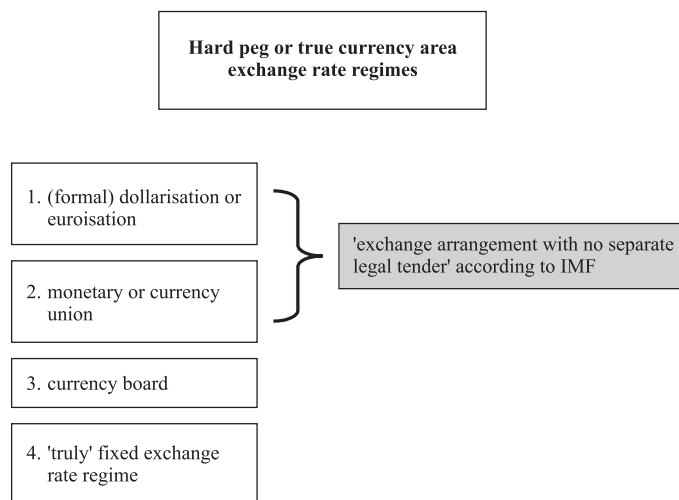 Hard peg or true currency area
exchange rate regimes
1. (formal) dollarisation or
euroisation
'exchange arrangement with no separate
legal tender' according to IMF
2. monetary or currency
union
3. currency board
4. 'truly' fixed exchange
rate regime